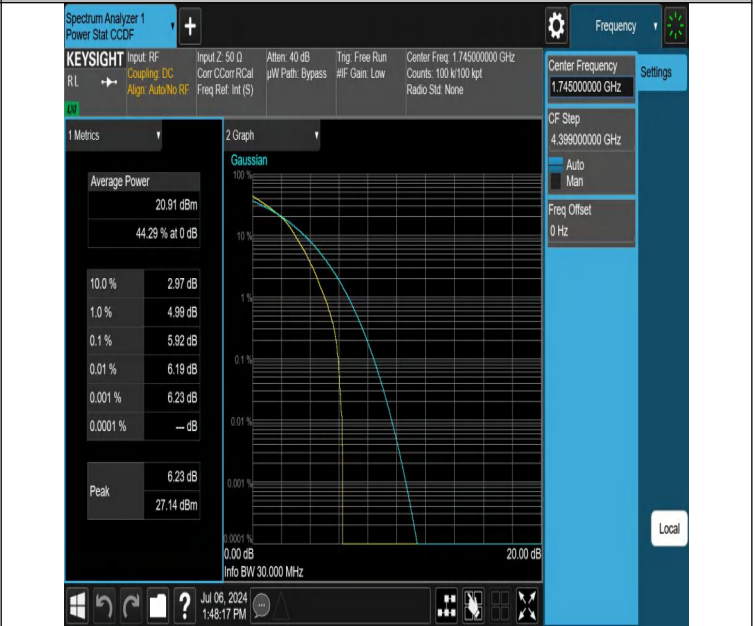 Spectrum Analyzer 1
Power Stat CCDF
+
Frequency
KEYSIGHT
RL
Input: RF
Coupling: DC
Align: Auto/No RF
Input Z: 50 Ω
Corr CCorr RCal
Freq Ref: Int (S)
Atten: 40 dB
µW Path: Bypass
Trig: Free Run
#IF Gain: Low
Center Freq: 1.745000000 GHz
Counts: 100 k/100 kpt
Radio Std: None
Center Frequency
1.745000000 GHz
Settings
CF Step
4.399000000 GHz
Auto
Man
Freq Offset
0 Hz
1 Metrics
Average Power
20.91 dBm
44.29 % at 0 dB
10.0 % 2.97 dB
1.0 % 4.99 dB
0.1 % 5.92 dB
0.01 % 6.19 dB
0.001 % 6.23 dB
0.0001 % --- dB
Peak
6.23 dB
27.14 dBm
2 Graph
Gaussian
100 %
10 %
1 %
0.1 %
0.01 %
0.001 %
0.0001 %
0.00 dB 20.00 dB
Info BW 30.000 MHz
Local
?
Jul 06, 2024
1:48:17 PM